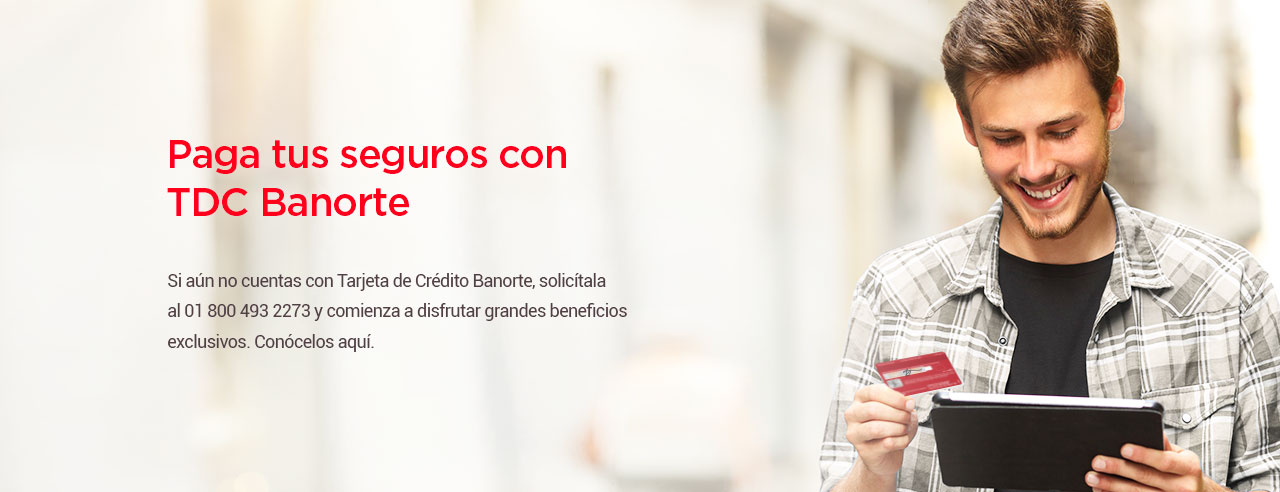 Paga tus seguros con
TDC Banorte
Si aún no cuentas con Tarjeta de Crédito Banorte, solicítala
al 01 800 493 2273 y comienza a disfrutar grandes beneficios
exclusivos. Conócelos aquí.